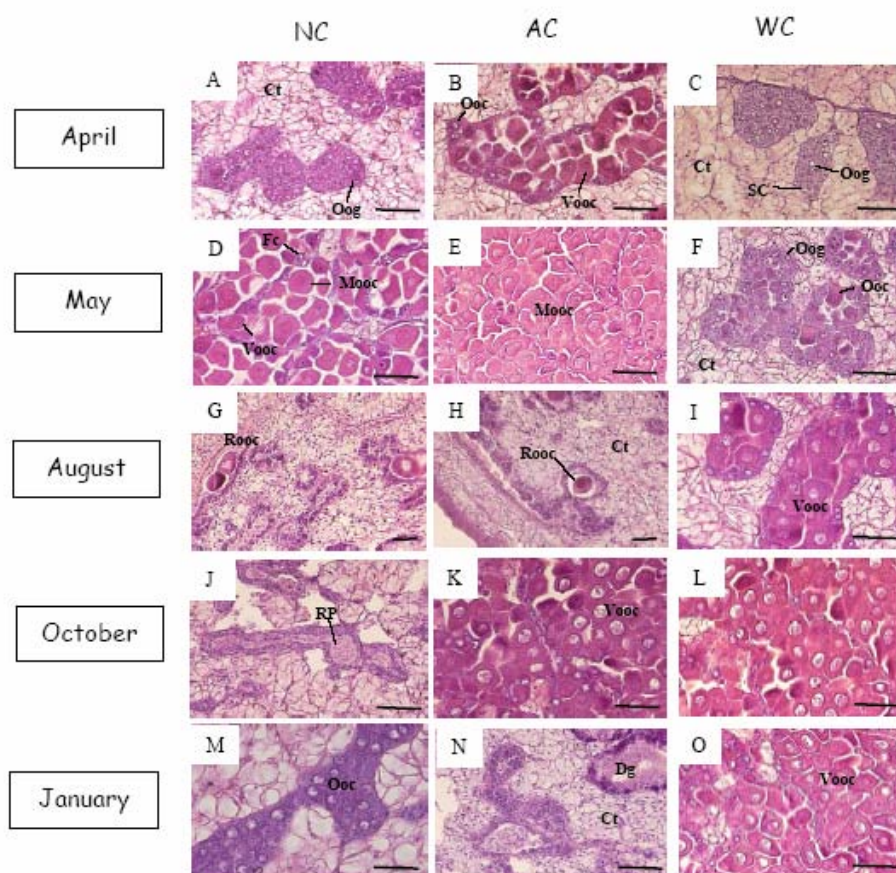 NC AC WC
April
A Ct Oog
B Ooc Vooc
C Ct SC Oog
May
D Fc Mooc Vooc
E Mooc
F Oog Ooc Ct
August
G Rooc
H Rooc Ct
I Vooc
October
J RP
K Vooc
L
January
M Ooc
N Dg Ct
O Vooc